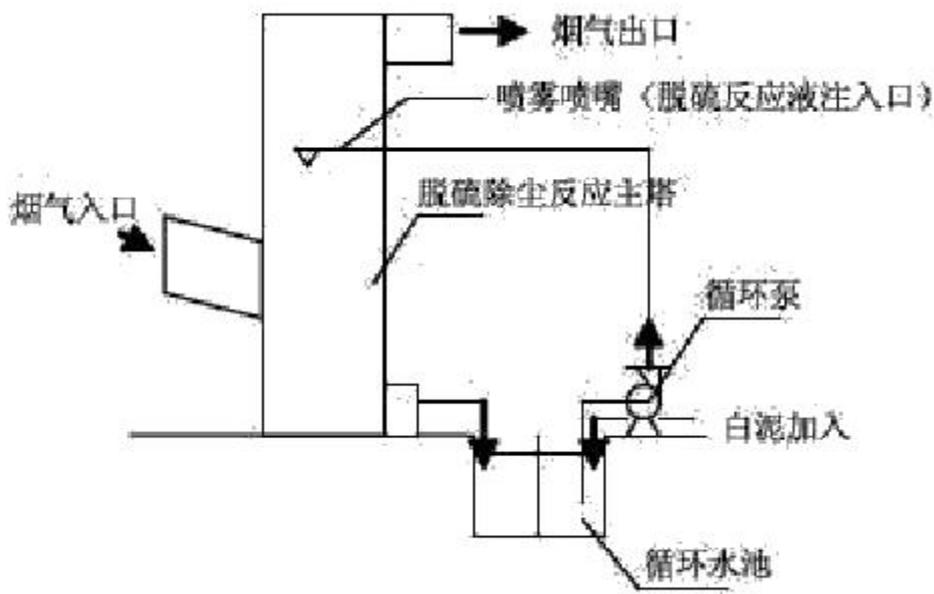 烟气出口
喷雾喷嘴（脱硫反应液注入口）
脱硫除尘反应主塔
烟气入口
循环泵
白泥加入
循环水池